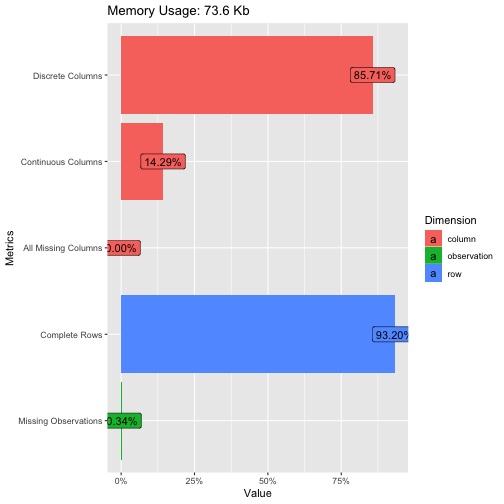 Memory Usage: 73.6 Kb
Metrics
Discrete Columns
85.71%
Continuous Columns
14.29%
All Missing Columns
0.00%
Complete Rows
93.20%
Missing Observations
0.34%
0%
25%
50%
75%
Value
Dimension
a column
a observation
a row